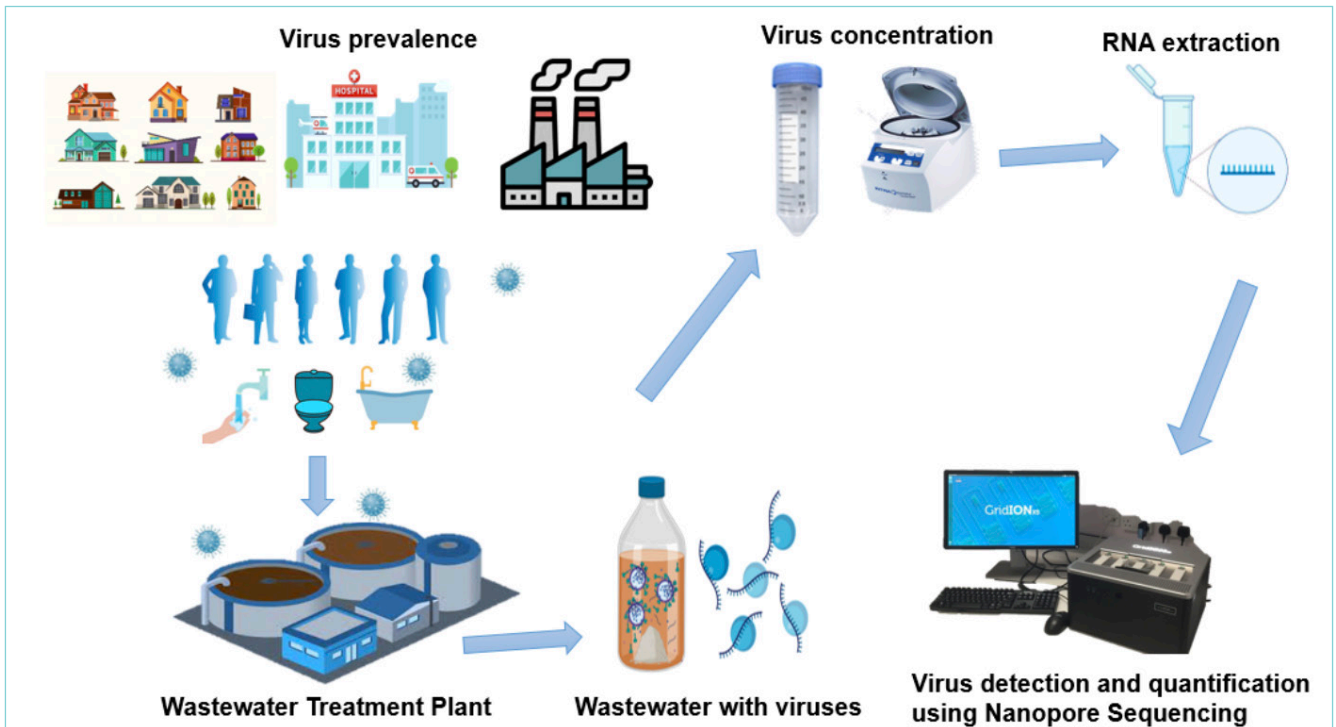 Virus prevalence
Virus concentration
RNA extraction
HOSPITAL
GridION
Wastewater Treatment Plant
Wastewater with viruses
Virus detection and quantification
using Nanopore Sequencing